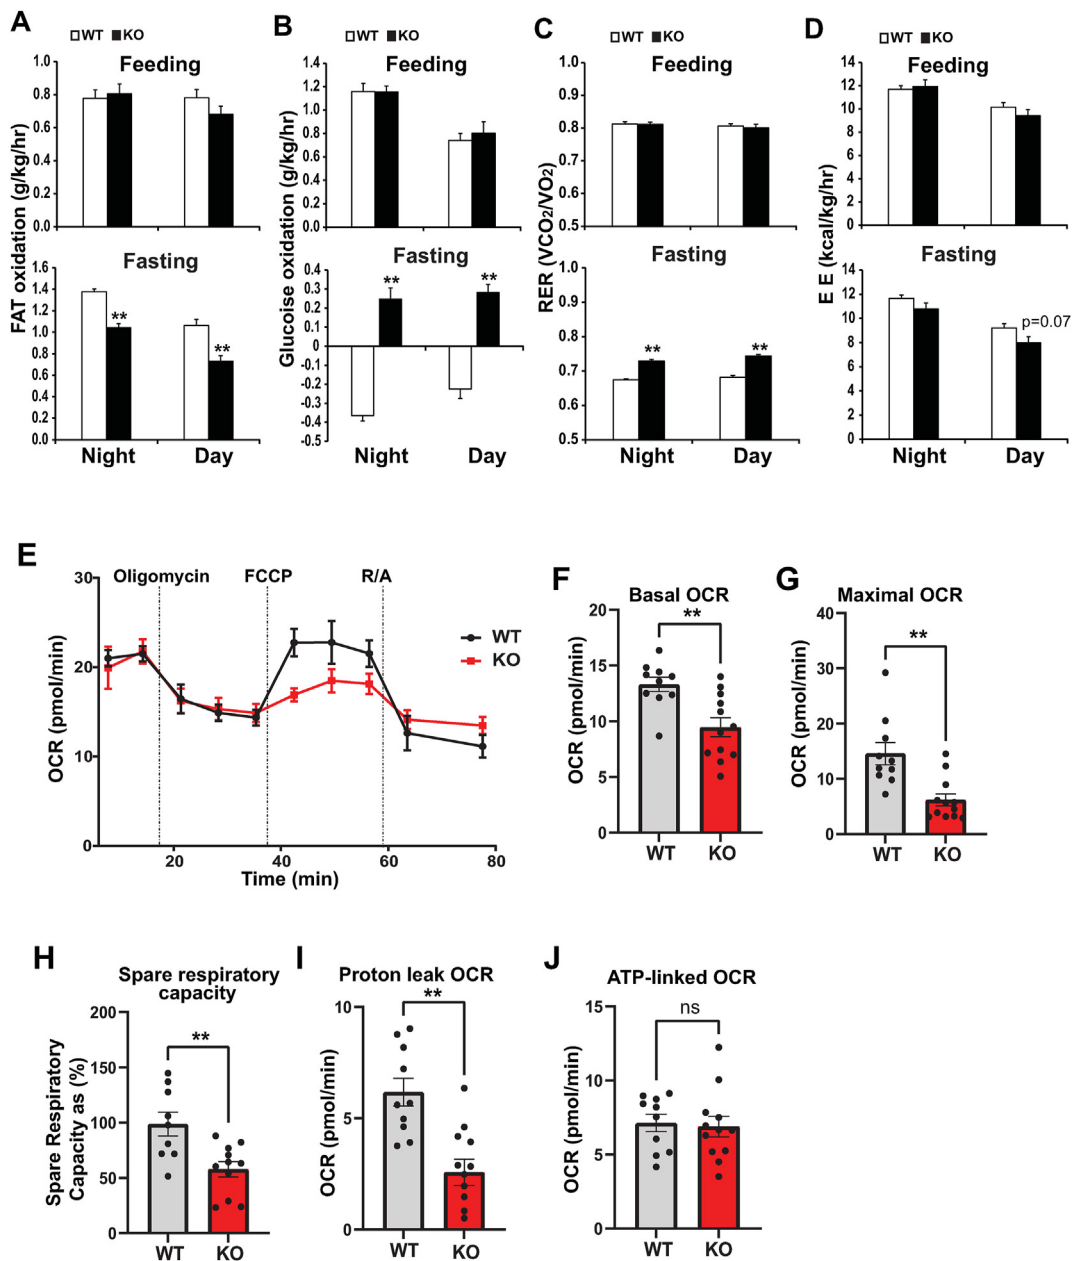 A
WT KO
Feeding
FAT oxidation (g/kg/hr)
1.0
0.8
0.6
0.4
0.2
0.0
Fasting
1.6
1.4
1.2
1.0
0.8
0.6
0.4
0.2
0.0
**
**
Night Day
B
WT KO
Feeding
Glucoise oxidation (g/kg/hr)
1.4
1.2
1.0
0.8
0.6
0.4
0.2
0.0
Fasting
0.4
0.3
0.2
0.1
0
-0.1
-0.2
-0.3
-0.4
-0.5
**
**
Night Day
C
WT KO
Feeding
RER (VCO2/VO2)
1.0
0.9
0.8
0.7
0.6
0.5
Fasting
1.0
0.9
0.8
0.7
0.6
0.5
**
**
Night Day
D
WT KO
Feeding
E E (kcal/kg/hr)
14
12
10
8
6
4
2
0
Fasting
14
12
10
8
6
4
2
0
p=0.07
Night Day
E
OCR (pmol/min)
30
20
10
0
Oligomycin FCCP R/A
WT
KO
20 40 60 80
Time (min)
F
Basal OCR
**
OCR (pmol/min)
20
15
10
5
0
WT KO
G
Maximal OCR
**
OCR (pmol/min)
40
30
20
10
0
WT KO
H
Spare respiratory
capacity
**
Spare Respiratory
Capacity as (%)
200
150
100
50
0
WT KO
I
Proton leak OCR
**
OCR (pmol/min)
10
5
0
WT KO
J
ATP-linked OCR
ns
OCR (pmol/min)
15
10
5
0
WT KO